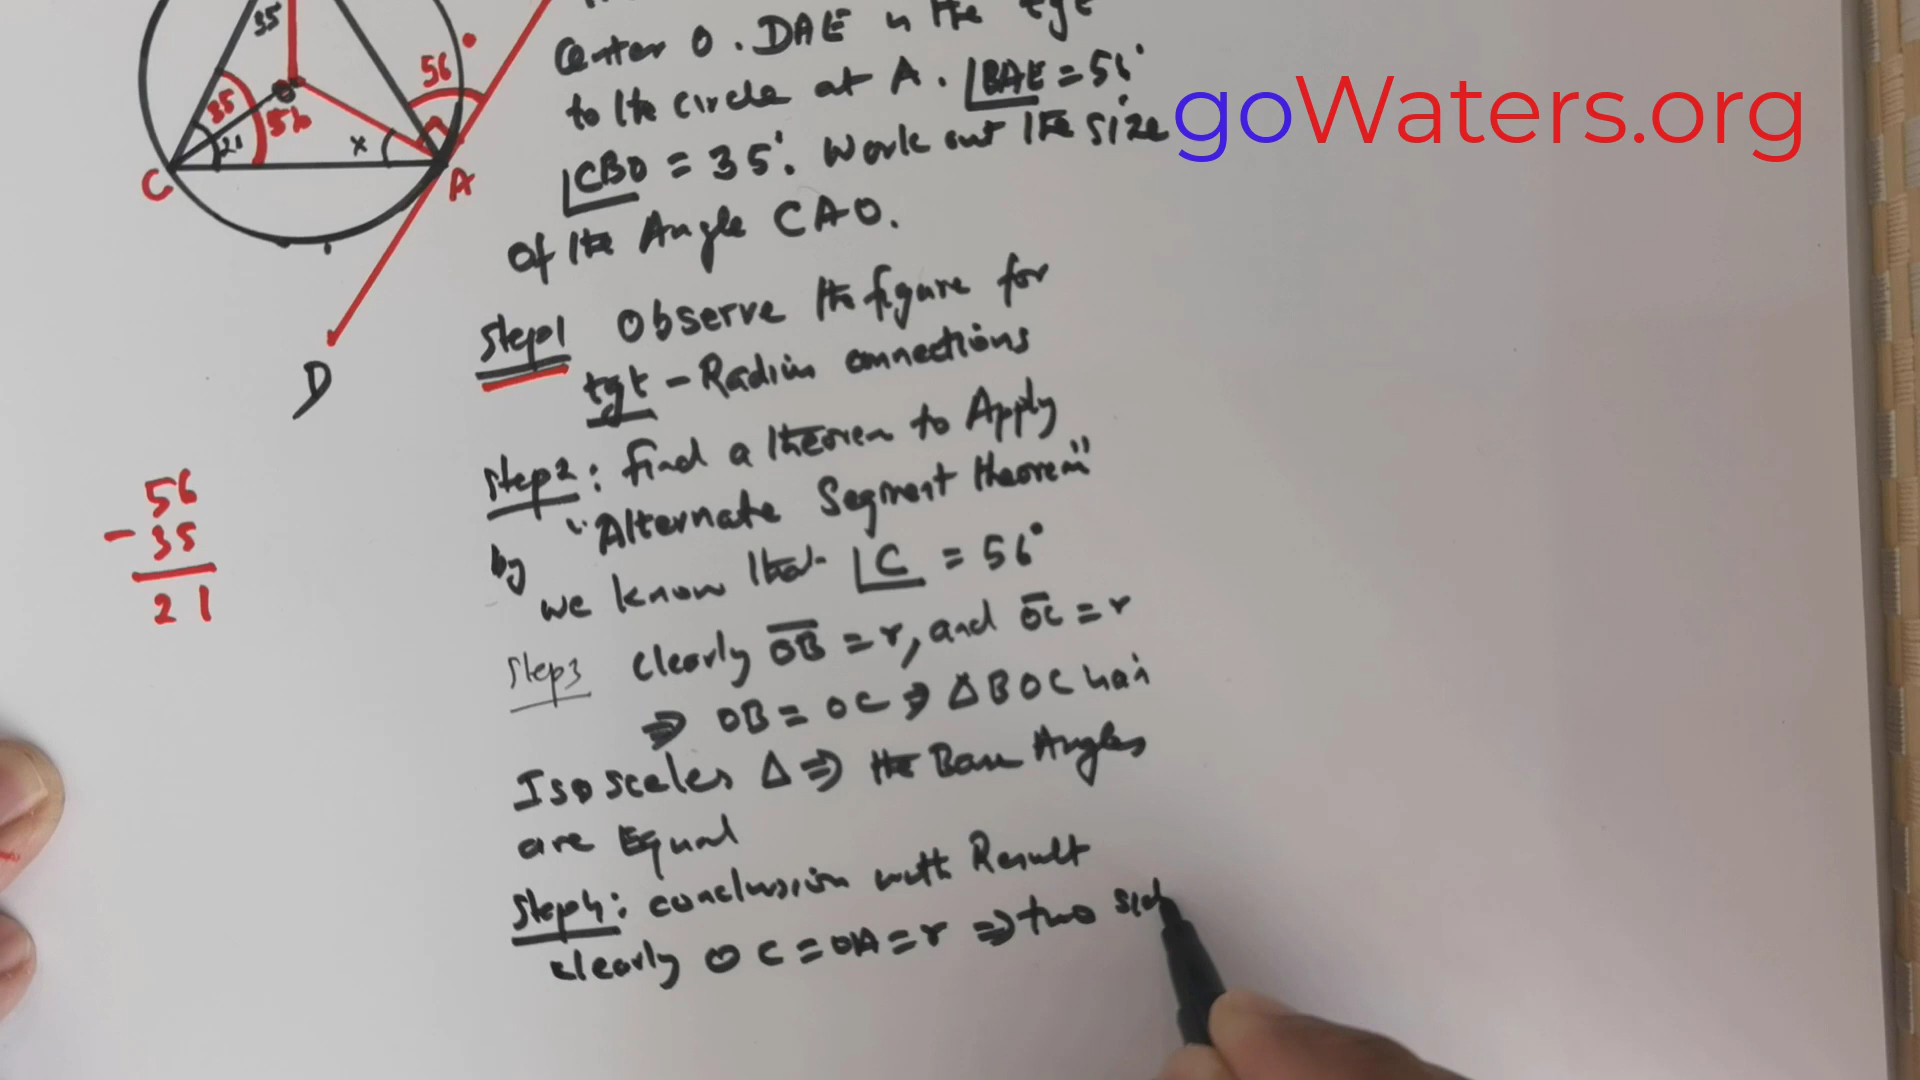 35
56
35
56
21
x
C
A
D
56
- 35
21
Center O. DAE is the tgt
to the circle at A. ∠BAE = 56°
∠CBO = 35°. Work out the size
of the Angle CAO.
Step1 Observe the figure for
tgt - Radius connections
Step2: find a theorem to Apply
by "Alternate Segment theorem"
we know that ∠C = 56°
Step3 clearly OB = r, and OC = r
⇒ OB = OC ⇒ Δ BOC
Isosceles Δ ⇒ the Base Angles
are Equal
Step4: conclussion with Result
clearly OC = OA = r ⇒ two sid
goWaters.org